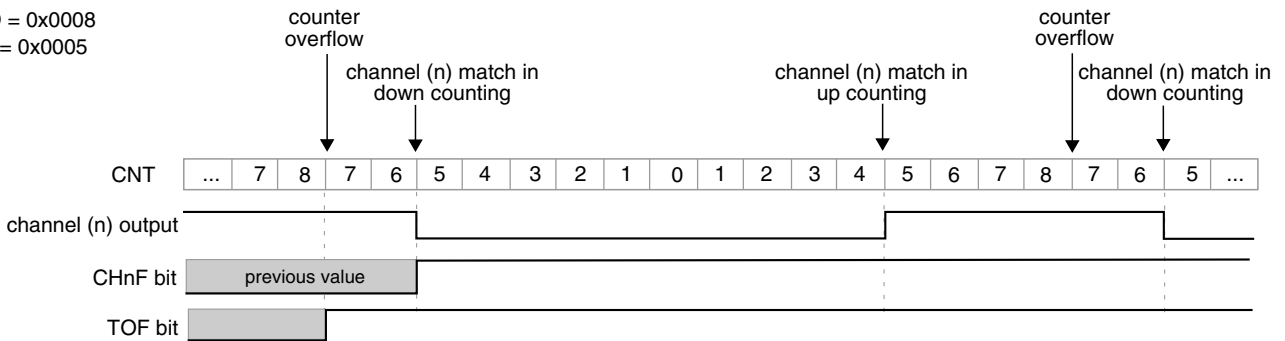 = 0x0008
= 0x0005
counter
overflow
channel (n) match in
down counting
channel (n) match in
up counting
counter
overflow
channel (n) match in
down counting
CNT ... 7 8 7 6 5 4 3 2 1 0 1 2 3 4 5 6 7 8 7 6 5 ...
channel (n) output
CHnF bit previous value
TOF bit